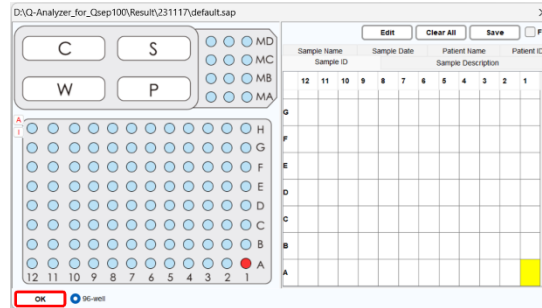 D:\Q-Analyzer_for_Qsep100\Result\231117\default.sap
C S MD
MC
W P MB
MA
A
I
H
G
F
E
D
C
B
A
12 11 10 9 8 7 6 5 4 3 2 1
OK 96-well
Edit Clear All Save F
Sample Name Sample Date Patient Name Patient ID
Sample ID Sample Description
12 11 10 9 8 7 6 5 4 3 2 1
G
F
E
D
C
B
A